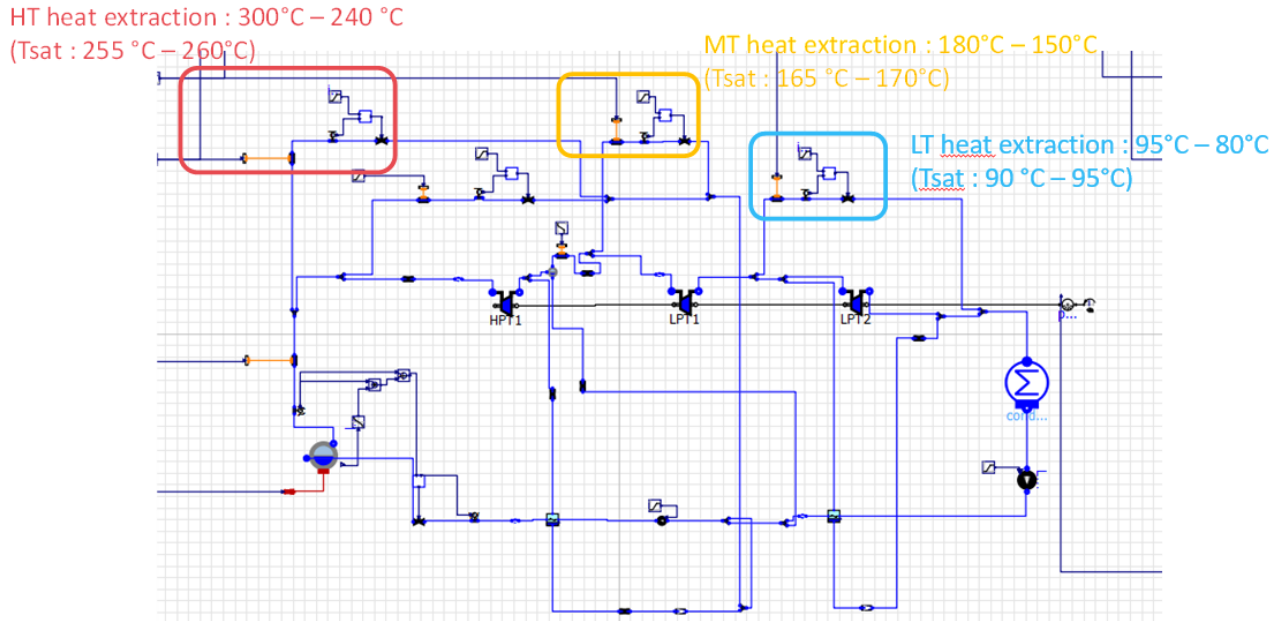 HT heat extraction : 300°C – 240 °C
(Tsat : 255 °C – 260°C)
MT heat extraction : 180°C – 150°C
(Tsat : 165 °C – 170°C)
LT heat extraction : 95°C – 80°C
(Tsat : 90 °C – 95°C)
HPT1
LPT1
LPT2
p...
Σ
cond...